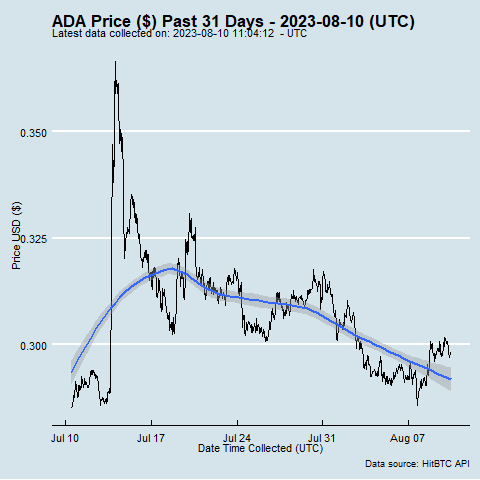 ADA Price ($) Past 31 Days - 2023-08-10 (UTC)
Latest data collected on: 2023-08-10 11:04:12  - UTC
0.350
0.325
0.300
Price USD ($)
Jul 10
Jul 17
Jul 24
Jul 31
Aug 07
Date Time Collected (UTC)
Data source: HitBTC API